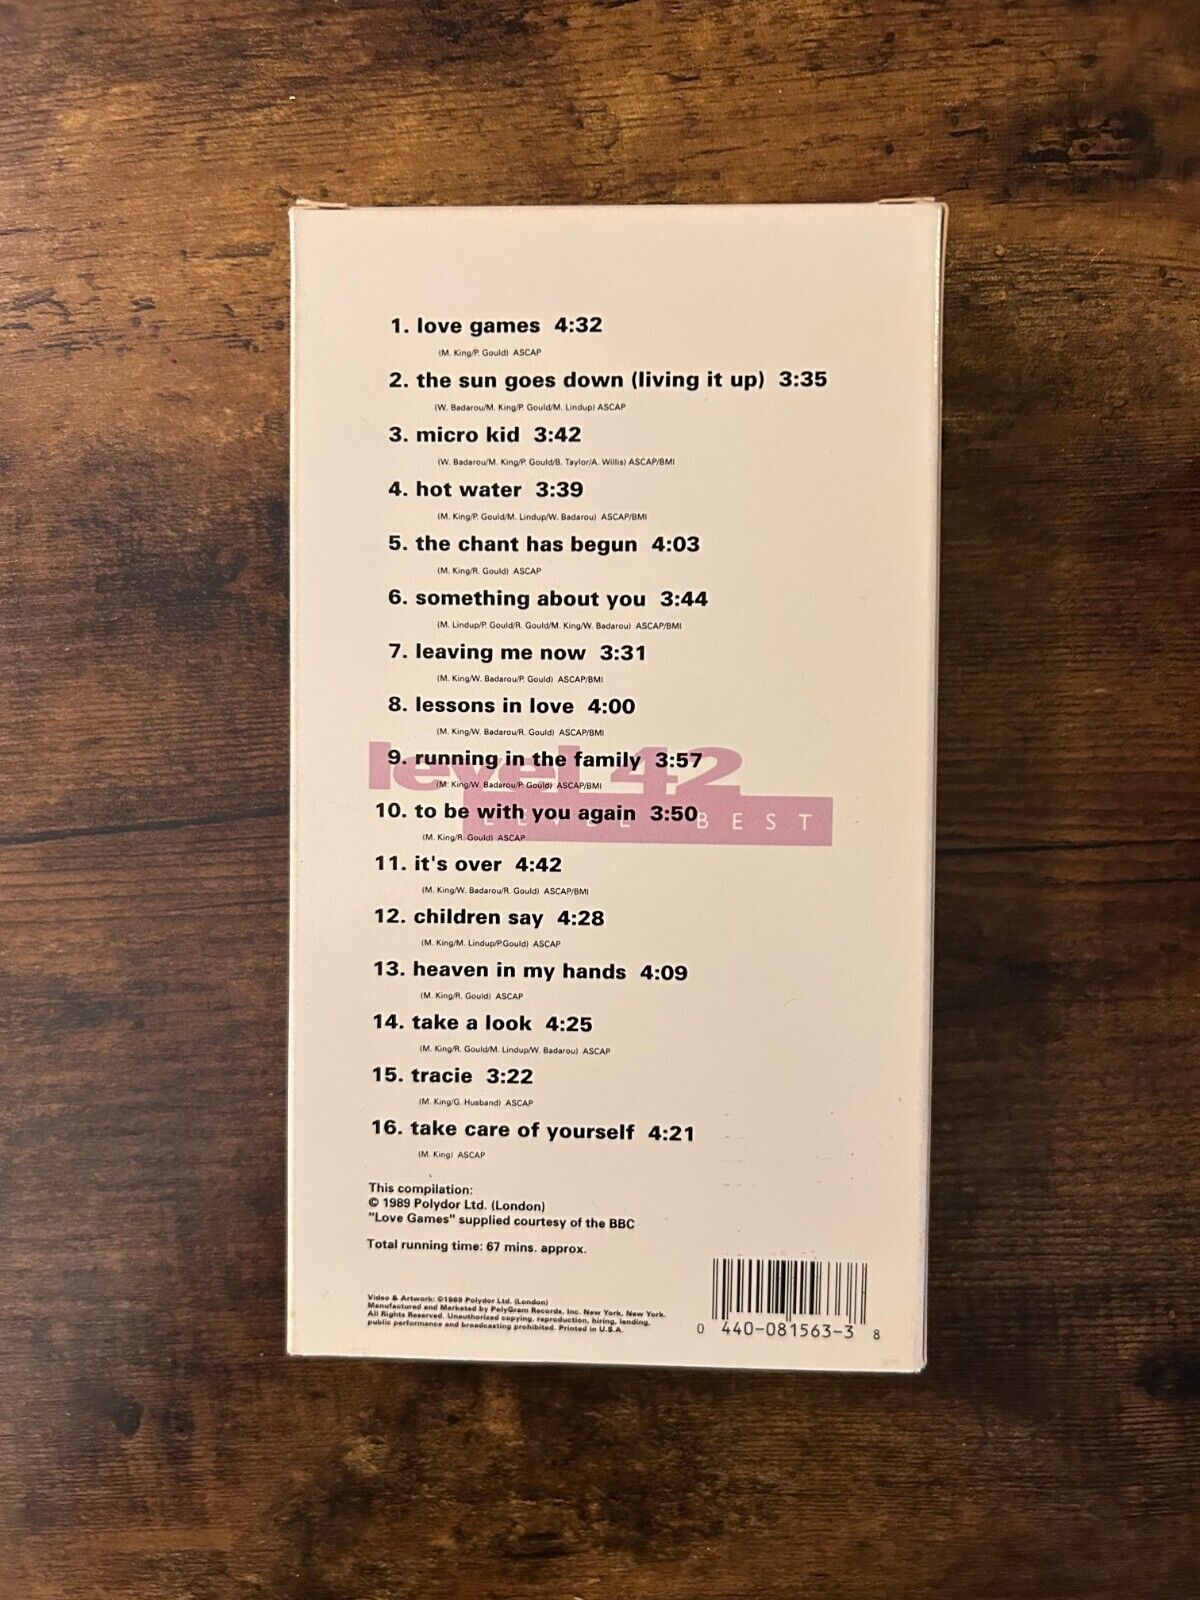 1. love games 4:32
(M. King/P. Gould) ASCAP
2. the sun goes down (living it up) 3:35
(W. Badarou/M. King/P. Gould/M. Lindup) ASCAP
3. micro kid 3:42
(W. Badarou/M. King/P. Gould/B. Taylor/A. Willis) ASCAP/BMI
4. hot water 3:39
(M. King/P. Gould/M. Lindup/W. Badarou) ASCAP/BMI
5. the chant has begun 4:03
(M. King/R. Gould) ASCAP
6. something about you 3:44
(M. Lindup/P. Gould/R. Gould/M. King/W. Badarou) ASCAP/BMI
7. leaving me now 3:31
(M. King/W. Badarou/P. Gould) ASCAP/BMI
8. lessons in love 4:00
(M. King/W. Badarou/R. Gould) ASCAP/BMI
level 42
9. running in the family 3:57
(M. King/W. Badarou/P. Gould) ASCAP/BMI
10. to be with you again 3:50
BEST
(M. King/R. Gould) ASCAP
11. it's over 4:42
(M. King/W. Badarou/R. Gould) ASCAP/BMI
12. children say 4:28
(M. King/M. Lindup/P.Gould) ASCAP
13. heaven in my hands 4:09
(M. King/R. Gould) ASCAP
14. take a look 4:25
(M. King/R. Gould/M. Lindup/W. Badarou) ASCAP
15. tracie 3:22
(M. King/G. Husband) ASCAP
16. take care of yourself 4:21
(M. King) ASCAP
This compilation:
© 1989 Polydor Ltd. (London)
"Love Games" supplied courtesy of the BBC
Total running time: 67 mins. approx.
Video & Artwork: ©1989 Polydor Ltd. (London)
Manufactured and Marketed by PolyGram Records, Inc. New York, New York.
All Rights Reserved. Unauthorized copying, reproduction, hiring, lending,
public performance and broadcasting prohibited. Printed in U.S.A.
0 440-081563-3 8